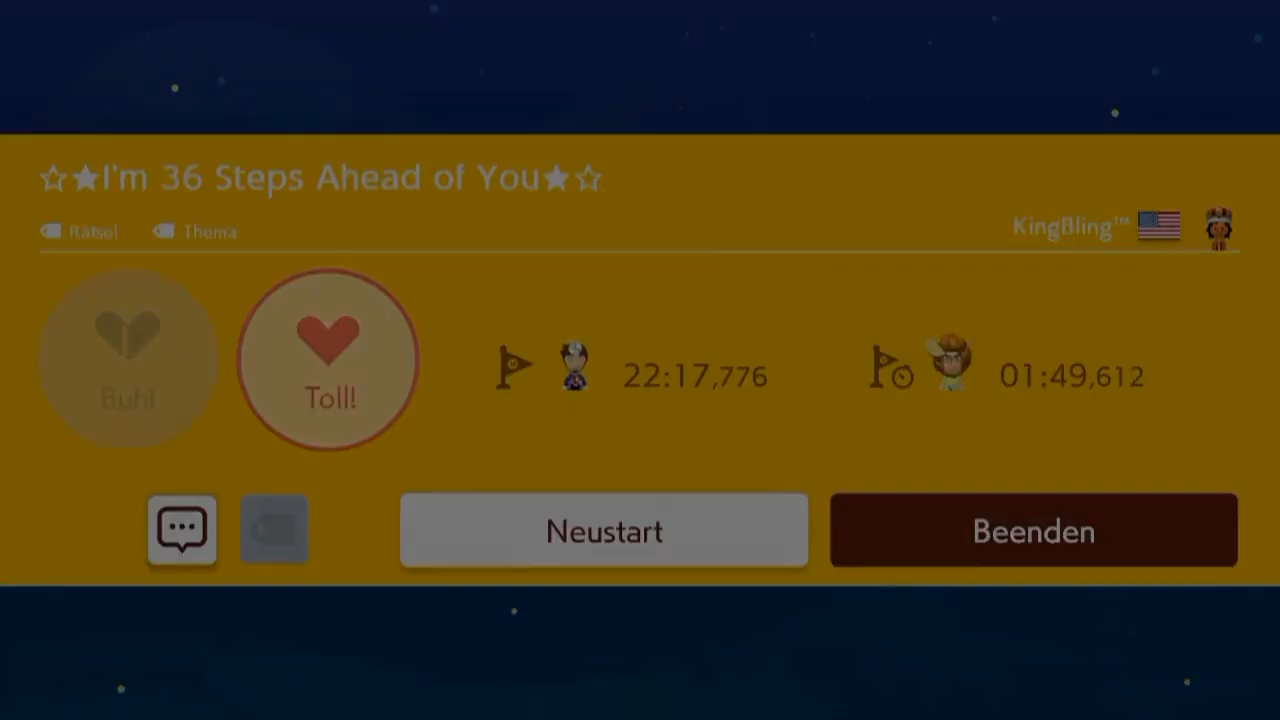 ☆★I'm 36 Steps Ahead of You★☆
Rätsel Thema
KingBling™
Buh!
Toll!
22:17,776
01:49,612
Neustart
Beenden